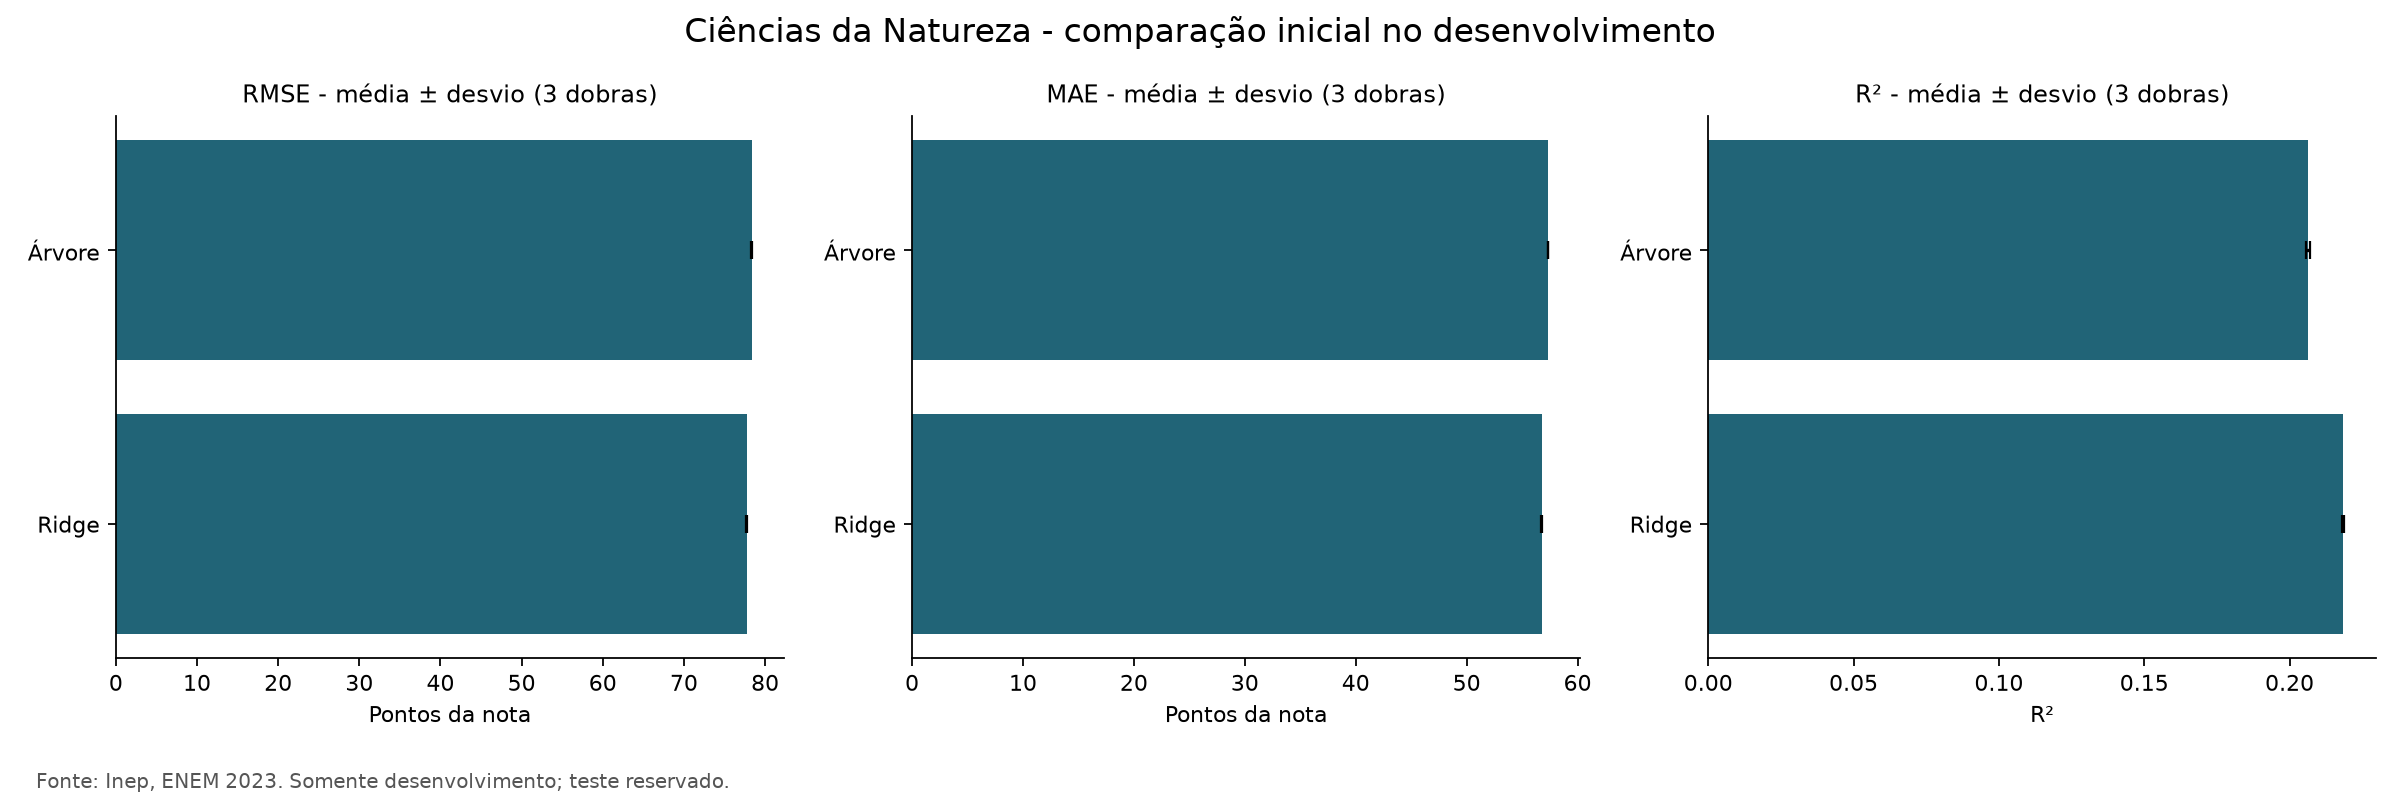 Ciências da Natureza - comparação inicial no desenvolvimento
RMSE - média ± desvio (3 dobras)
Árvore
Ridge
0 10 20 30 40 50 60 70 80
Pontos da nota
MAE - média ± desvio (3 dobras)
Árvore
Ridge
0 10 20 30 40 50 60
Pontos da nota
R² - média ± desvio (3 dobras)
Árvore
Ridge
0.00 0.05 0.10 0.15 0.20
R²
Fonte: Inep, ENEM 2023. Somente desenvolvimento; teste reservado.